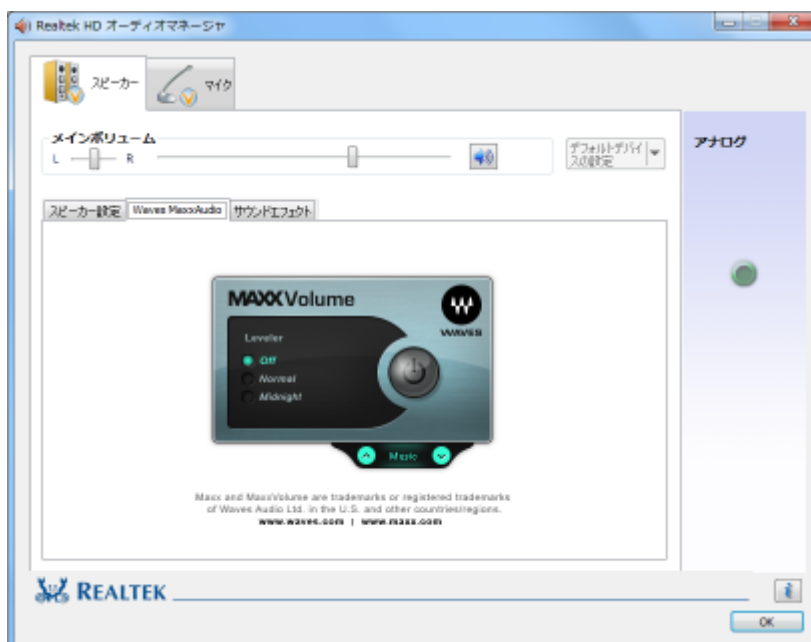 Realtek HD オーディオマネージャ
スピーカー
マイク
メインボリューム
L R
デフォルトデバイ
スの設定
アナログ
スピーカー設定
Waves MaxxAudio
サウンドエフェクト
MAXXVolume
WAVES
Leveler
Off
Normal
Midnight
Music
Maxx and MaxxVolume are trademarks or registered trademarks
of Waves Audio Ltd. in the U.S. and other countries/regions.
www.waves.com | www.maxx.com
REALTEK
OK